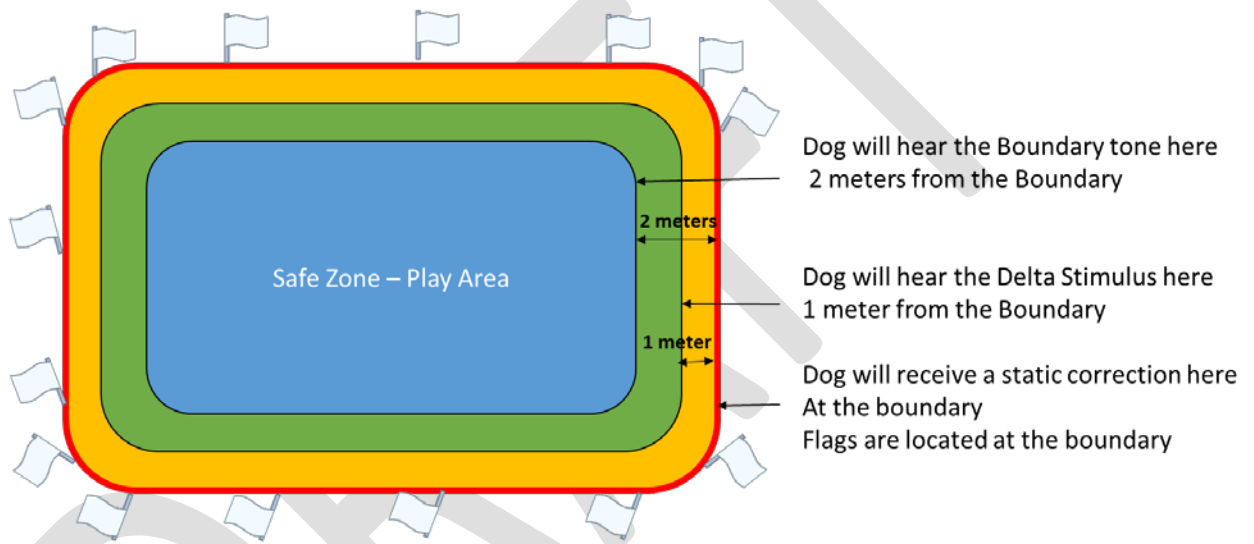 Dog will hear the Boundary tone here
2 meters from the Boundary
2 meters
Safe Zone – Play Area
Dog will hear the Delta Stimulus here
1 meter from the Boundary
1 meter
Dog will receive a static correction here
At the boundary
Flags are located at the boundary